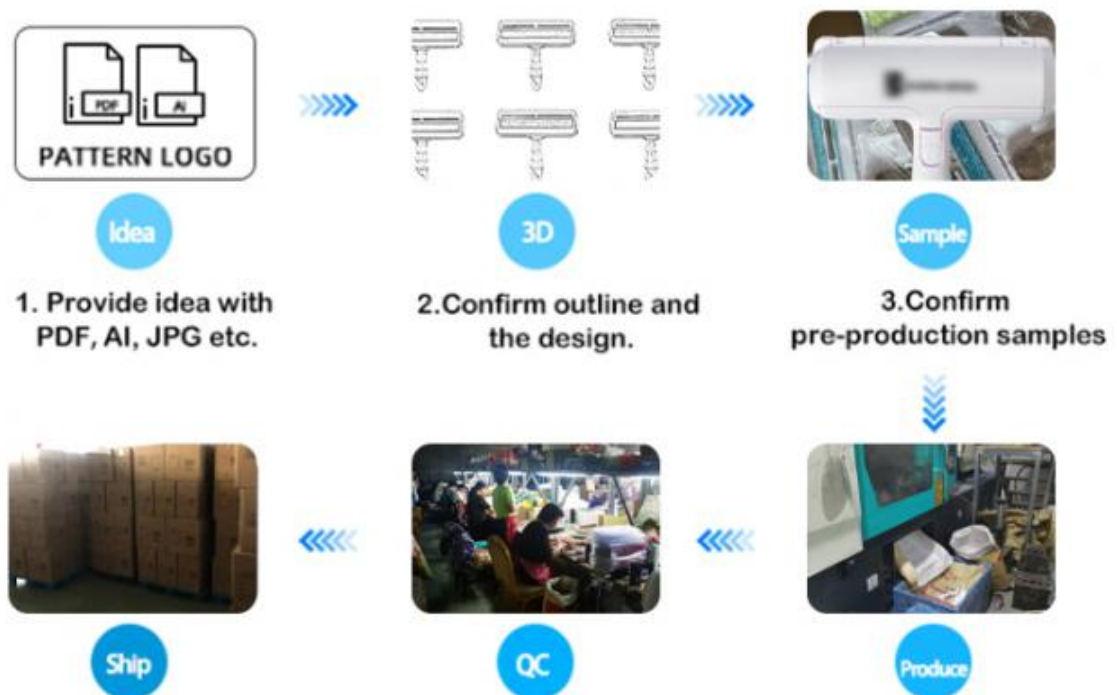 PDF
Ai
PATTERN LOGO
Idea
3D
Sample
1. Provide idea with
PDF, AI, JPG etc.
2.Confirm outline and
the design.
3.Confirm
pre-production samples
Ship
QC
Produce